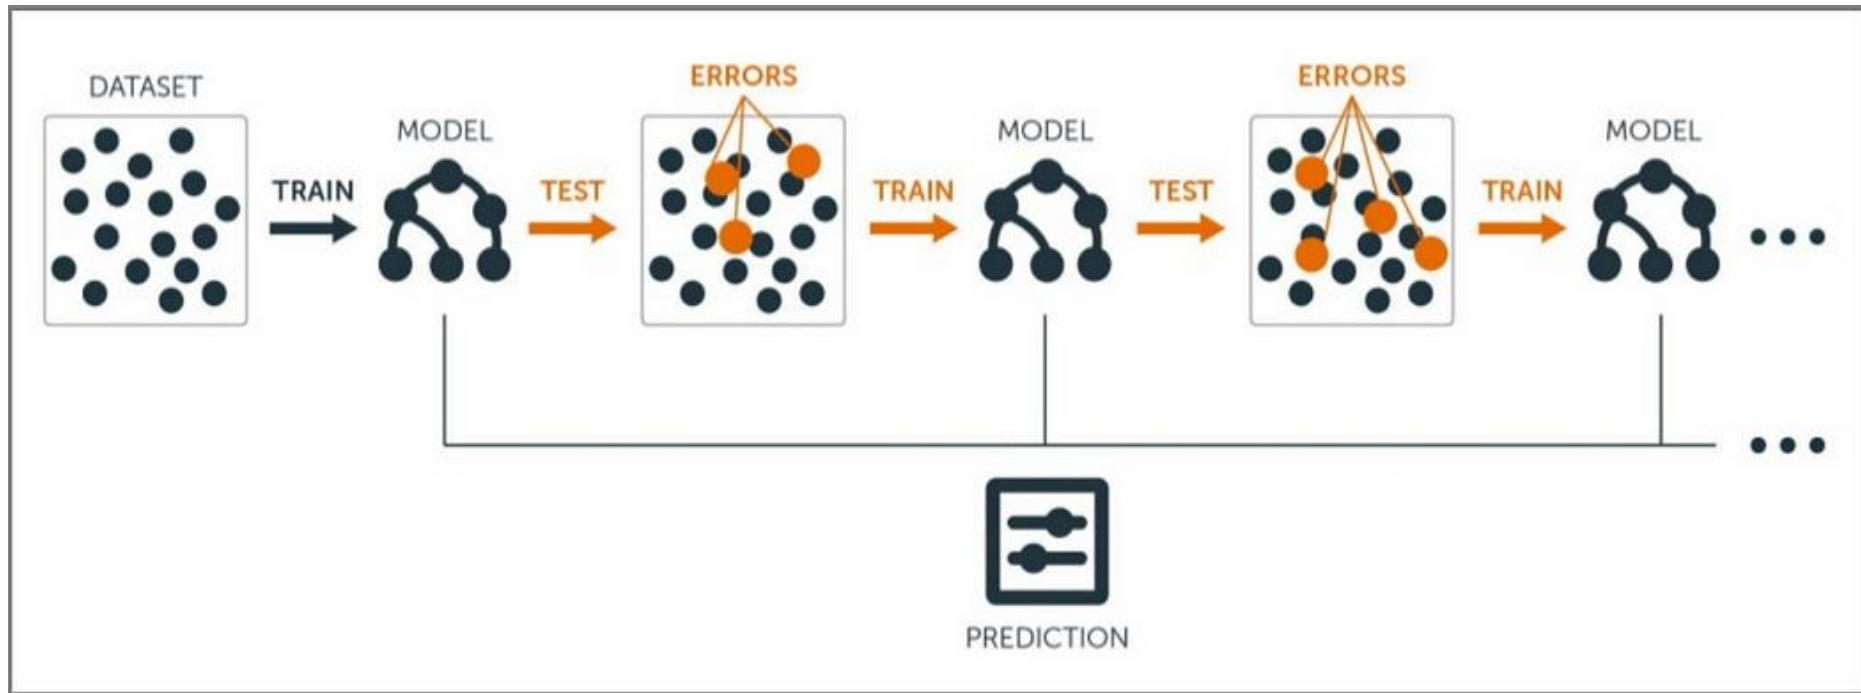 DATASET
MODEL
ERRORS
MODEL
ERRORS
MODEL
TRAIN
TEST
TRAIN
TEST
TRAIN
PREDICTION